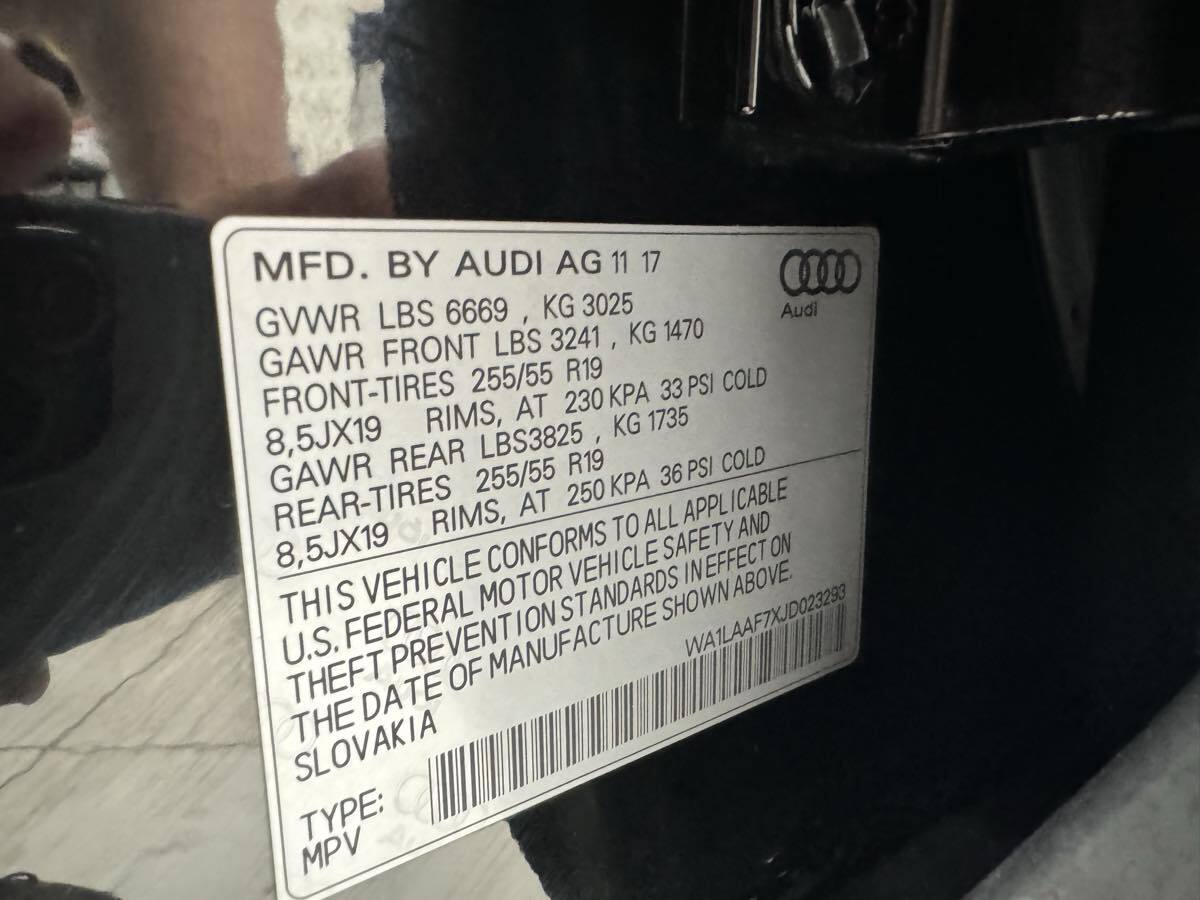 MFD. BY AUDI AG 11 17
Audi
GVWR LBS 6669 , KG 3025
GAWR FRONT LBS 3241 , KG 1470
FRONT-TIRES 255/55 R19
8,5JX19 RIMS, AT 230 KPA 33 PSI COLD
GAWR REAR LBS3825 , KG 1735
REAR-TIRES 255/55 R19
8,5JX19 RIMS, AT 250 KPA 36 PSI COLD
THIS VEHICLE CONFORMS TO ALL APPLICABLE
U.S. FEDERAL MOTOR VEHICLE SAFETY AND
THEFT PREVENTION STANDARDS IN EFFECT ON
THE DATE OF MANUFACTURE SHOWN ABOVE.
SLOVAKIA
WA1LAAF7XJD023293
TYPE:
MPV